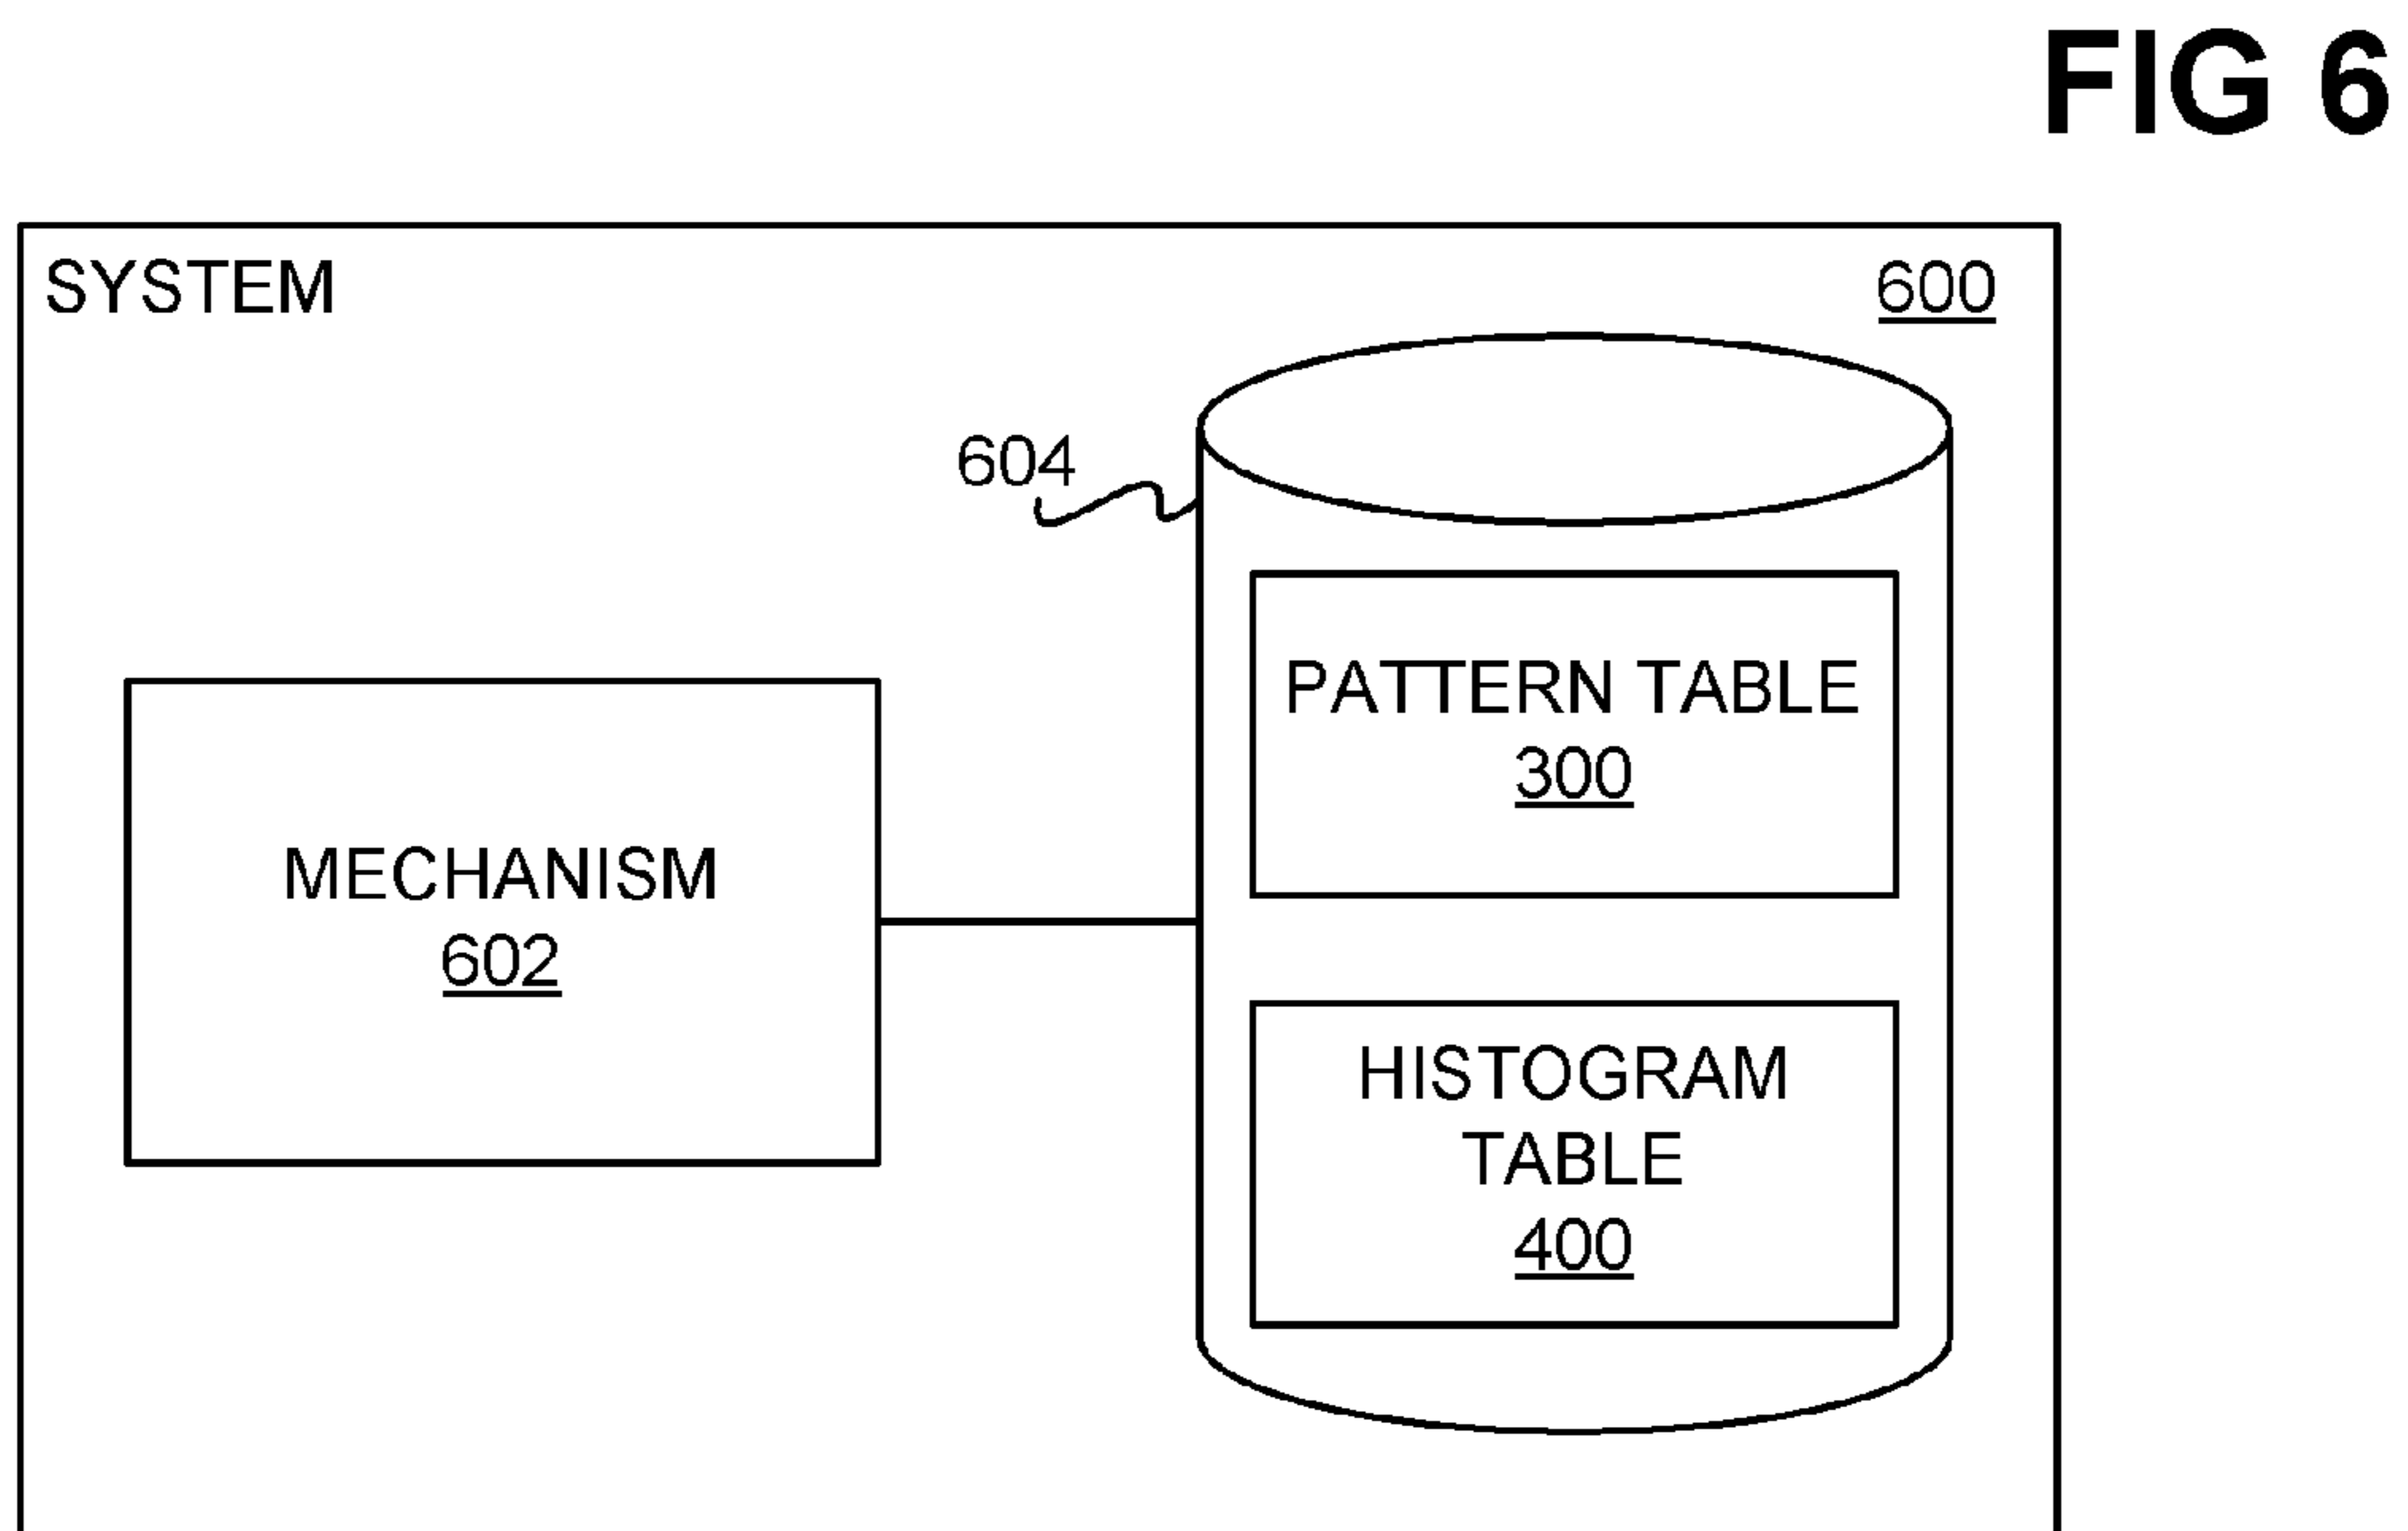 FIG 6
SYSTEM
600
604
PATTERN TABLE
300
MECHANISM
602
HISTOGRAM
TABLE
400